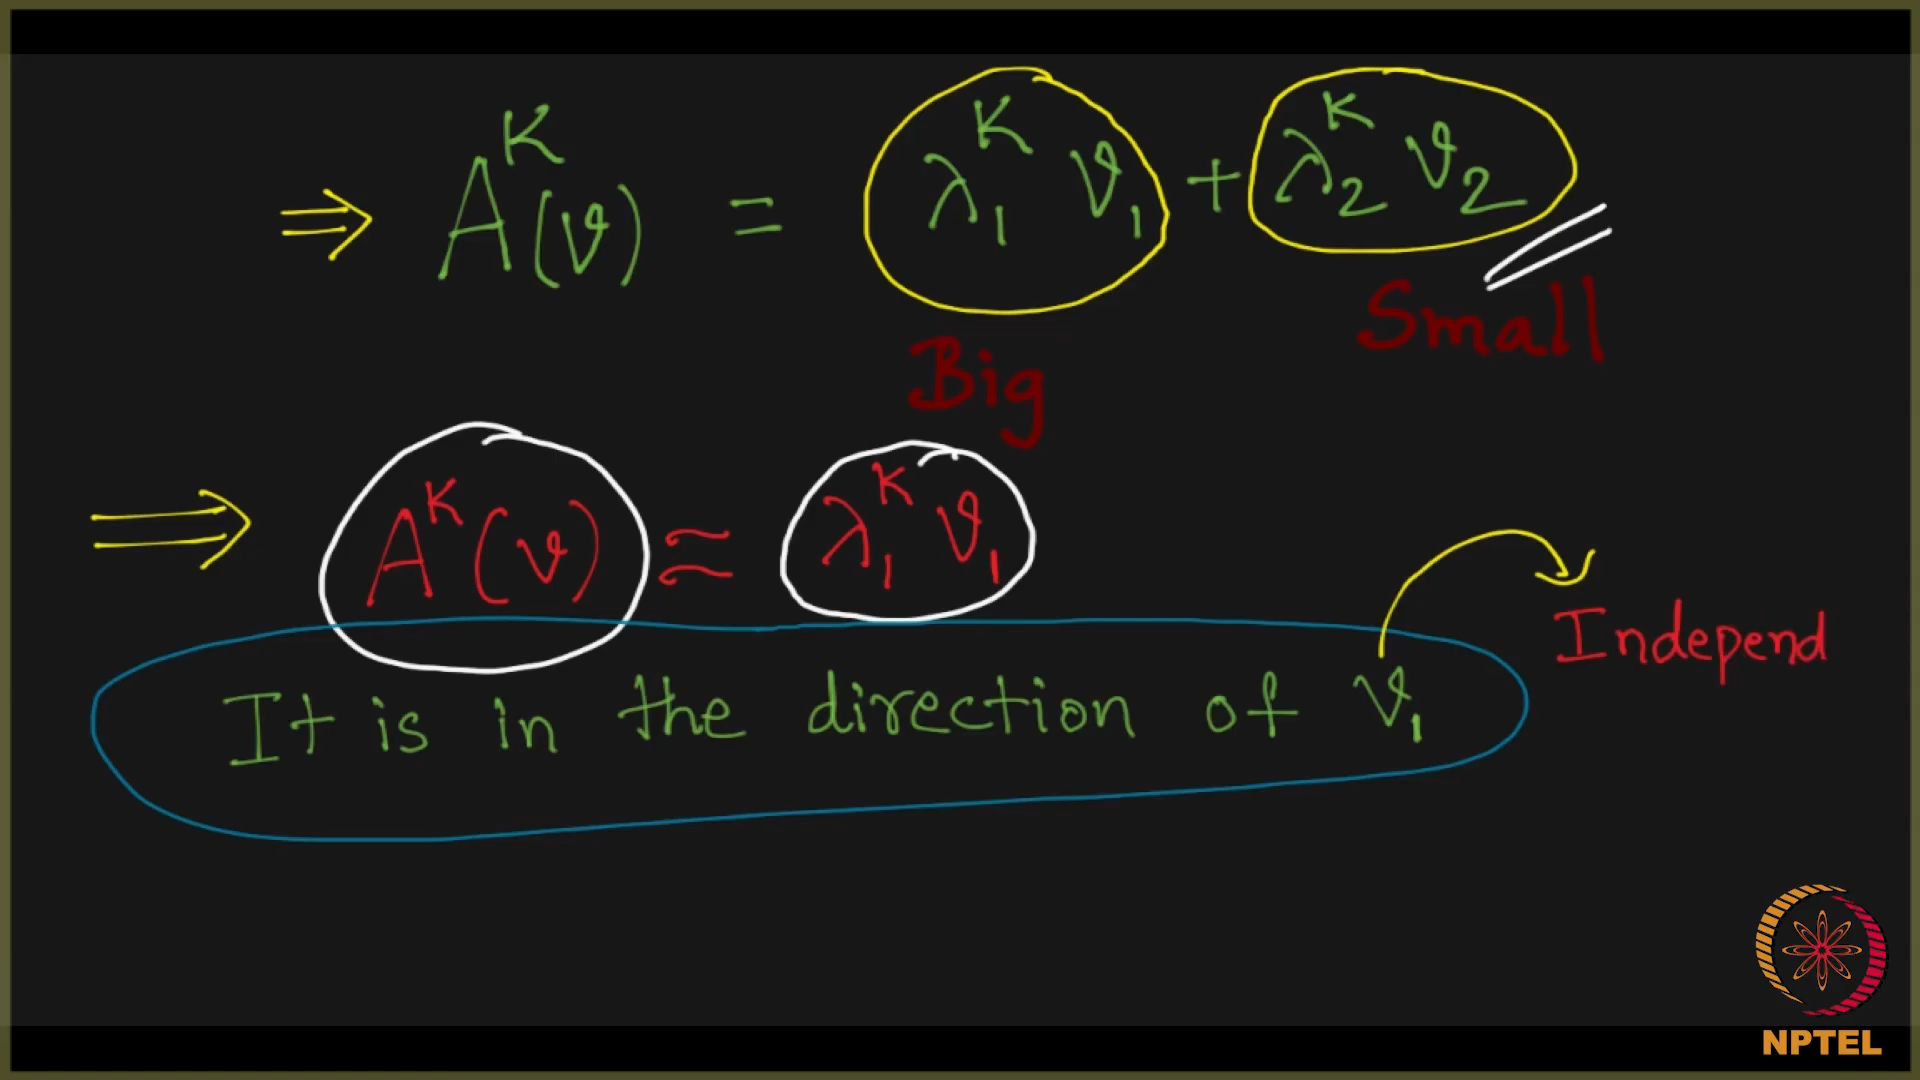 ⇒ A^K(v) = λ₁^K v₁ + λ₂^K v₂
Big Small
⇒ A^K(v) ≈ λ₁^K v₁
Independ
It is in the direction of v₁
NPTEL